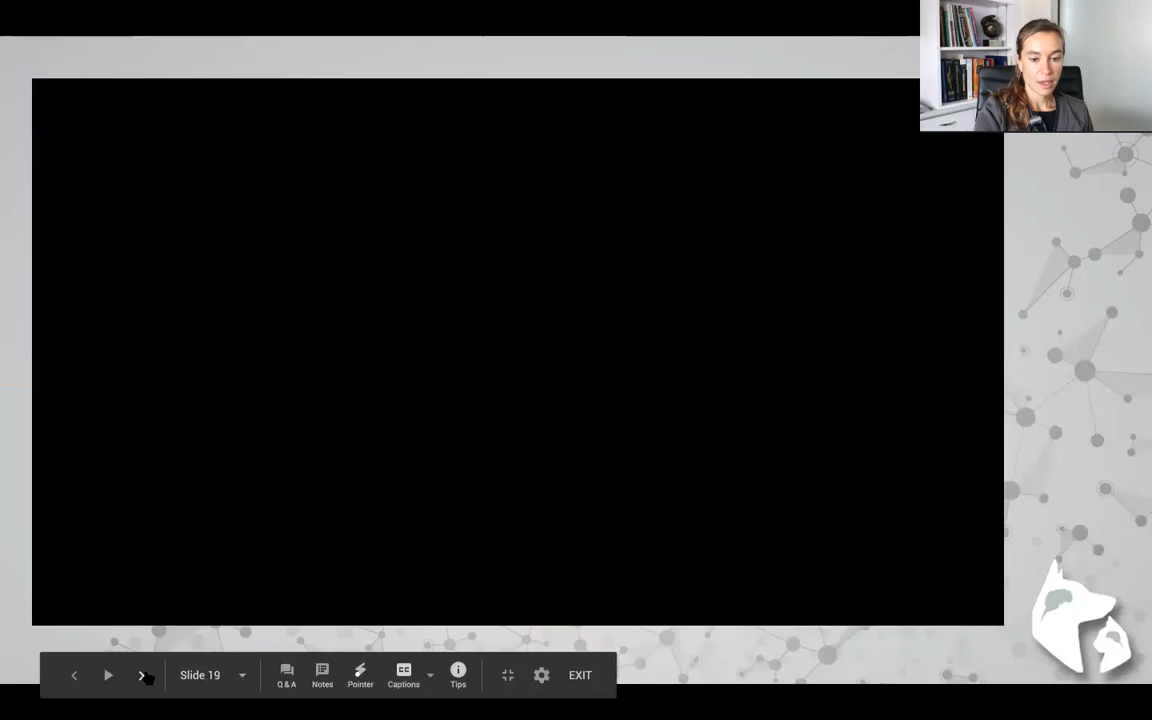 Slide 19
Q & A
Notes
Pointer
CC
Captions
Tips
EXIT